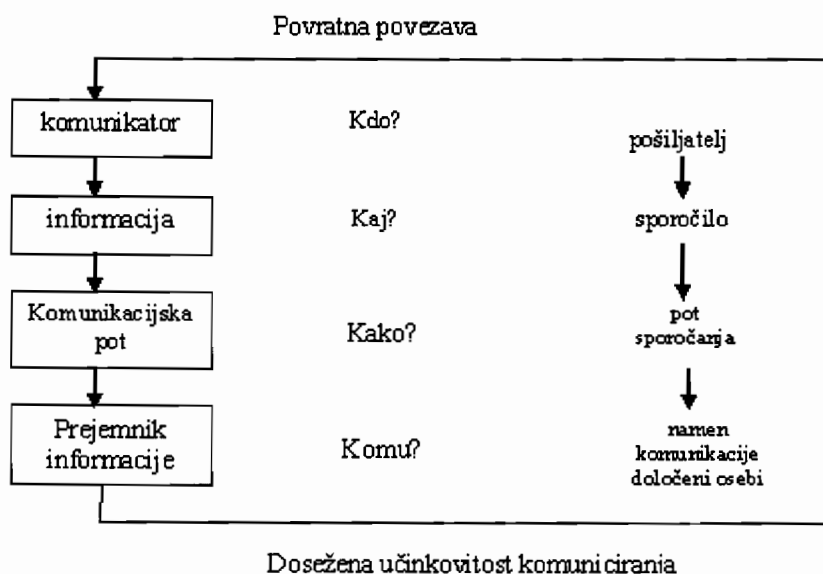 Povratna povezava
komunikator
Kdo?
pošiljatelj
informacija
Kaj?
sporočilo
Komunikacijska
pot
Kako?
pot
sporočanja
Prejemnik
informacije
Komu?
namen
komunikacije
določeni osebi
Dosežena učinkovitost komuniciranja